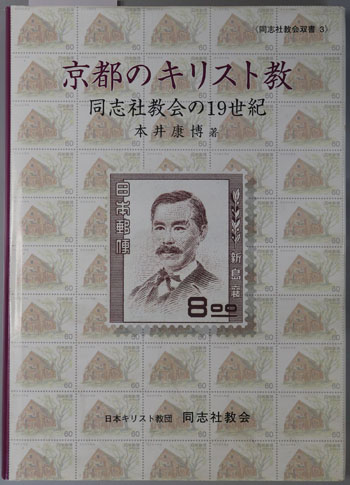 〈同志社教会双書 3〉
京都のキリスト教
同志社教会の19世紀
本井康博 著
日本郵便
新島襄
8.00
日本キリスト教団 同志社教会